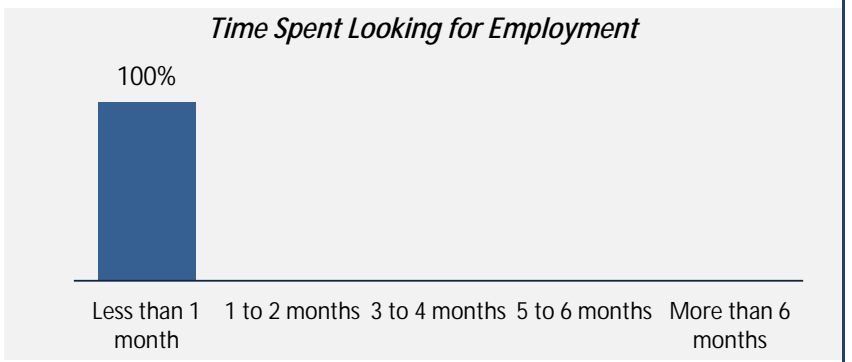 Time Spent Looking for Employment
100%
Less than 1 month
1 to 2 months
3 to 4 months
5 to 6 months
More than 6 months